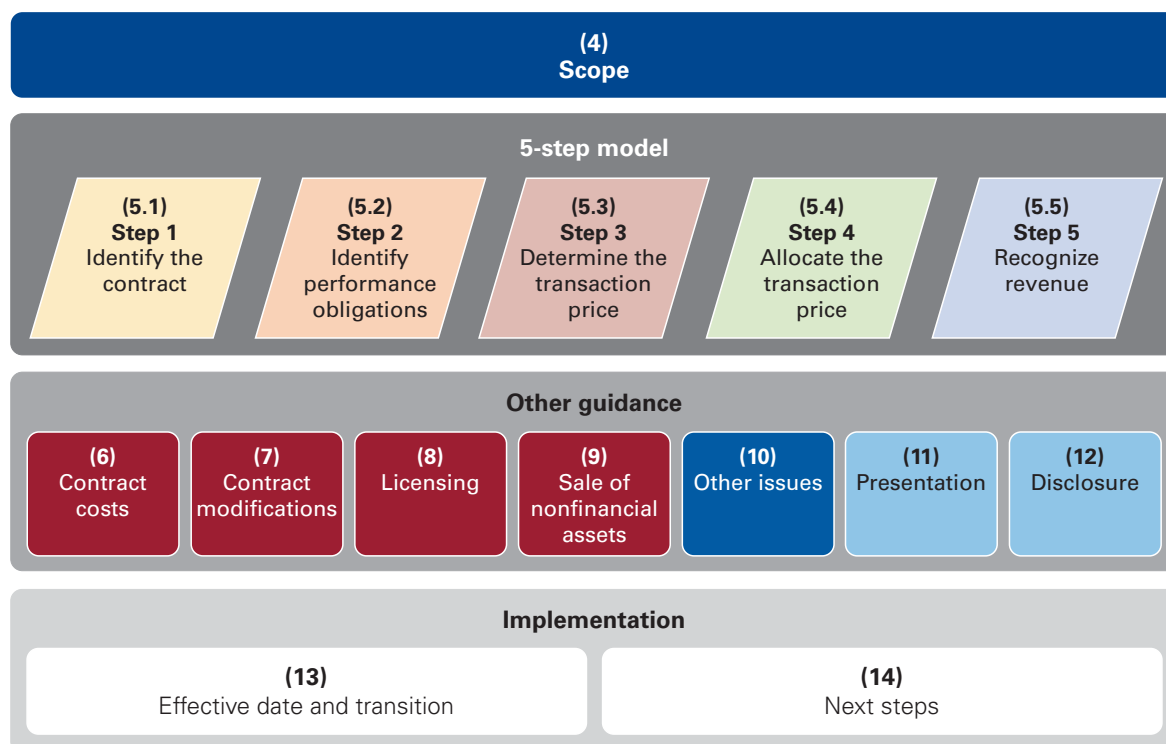 (4)
Scope
5-step model
(5.1)
Step 1
Identify the
contract
(5.2)
Step 2
Identify
performance
obligations
(5.3)
Step 3
Determine the
transaction
price
(5.4)
Step 4
Allocate the
transaction
price
(5.5)
Step 5
Recognize
revenue
Other guidance
(6)
Contract
costs
(7)
Contract
modifications
(8)
Licensing
(9)
Sale of
nonfinancial
assets
(10)
Other issues
(11)
Presentation
(12)
Disclosure
Implementation
(13)
Effective date and transition
(14)
Next steps